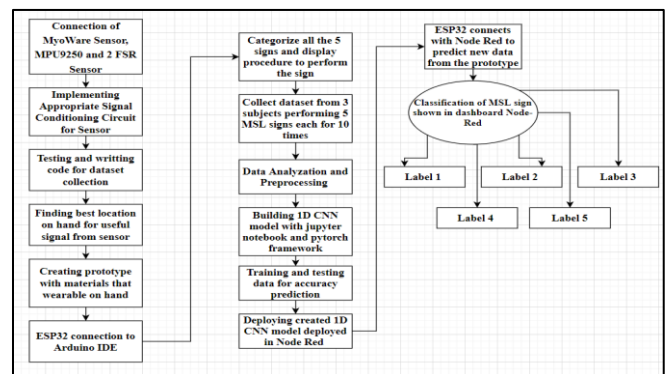 Connection of
MyoWare Sensor,
MPU9250 and 2 FSR
Sensor
Implementing
Appropriate Signal
Conditioning Circuit
for Sensor
Testing and writting
code for dataset
collection
Finding best location
on hand for useful
signal from sensor
Creating prototype
with materials that
wearable on hand
ESP32 connection to
Arduino IDE
Categorize all the 5
signs and display
procedure to perform
the sign
Collect dataset from 3
subjects performing 5
MSL signs each for 10
times
Data Analyzation and
Preprocessing
Building 1D CNN
model with jupyter
notebook and pytorch
framework
Training and testing
data for accuracy
prediction
Deploying created 1D
CNN model deployed
in Node Red
ESP32 connects
with Node Red to
predict new data
from the prototype
Classification of MSL sign
shown in dashboard Node-
Red
Label 1
Label 2
Label 3
Label 4
Label 5